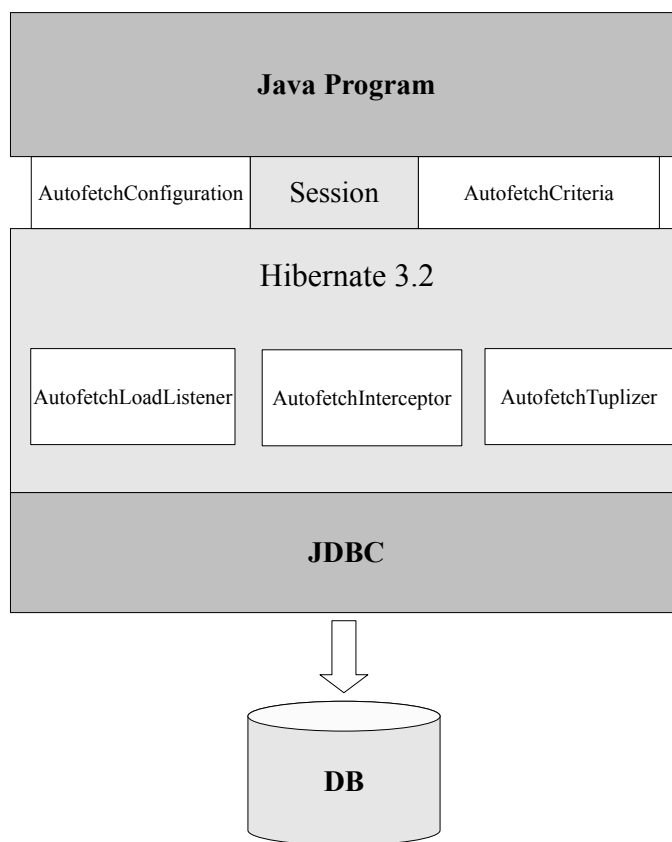 Java Program
AutofetchConfiguration
Session
AutofetchCriteria
Hibernate 3.2
AutofetchLoadListener
AutofetchInterceptor
AutofetchTuplizer
JDBC
DB